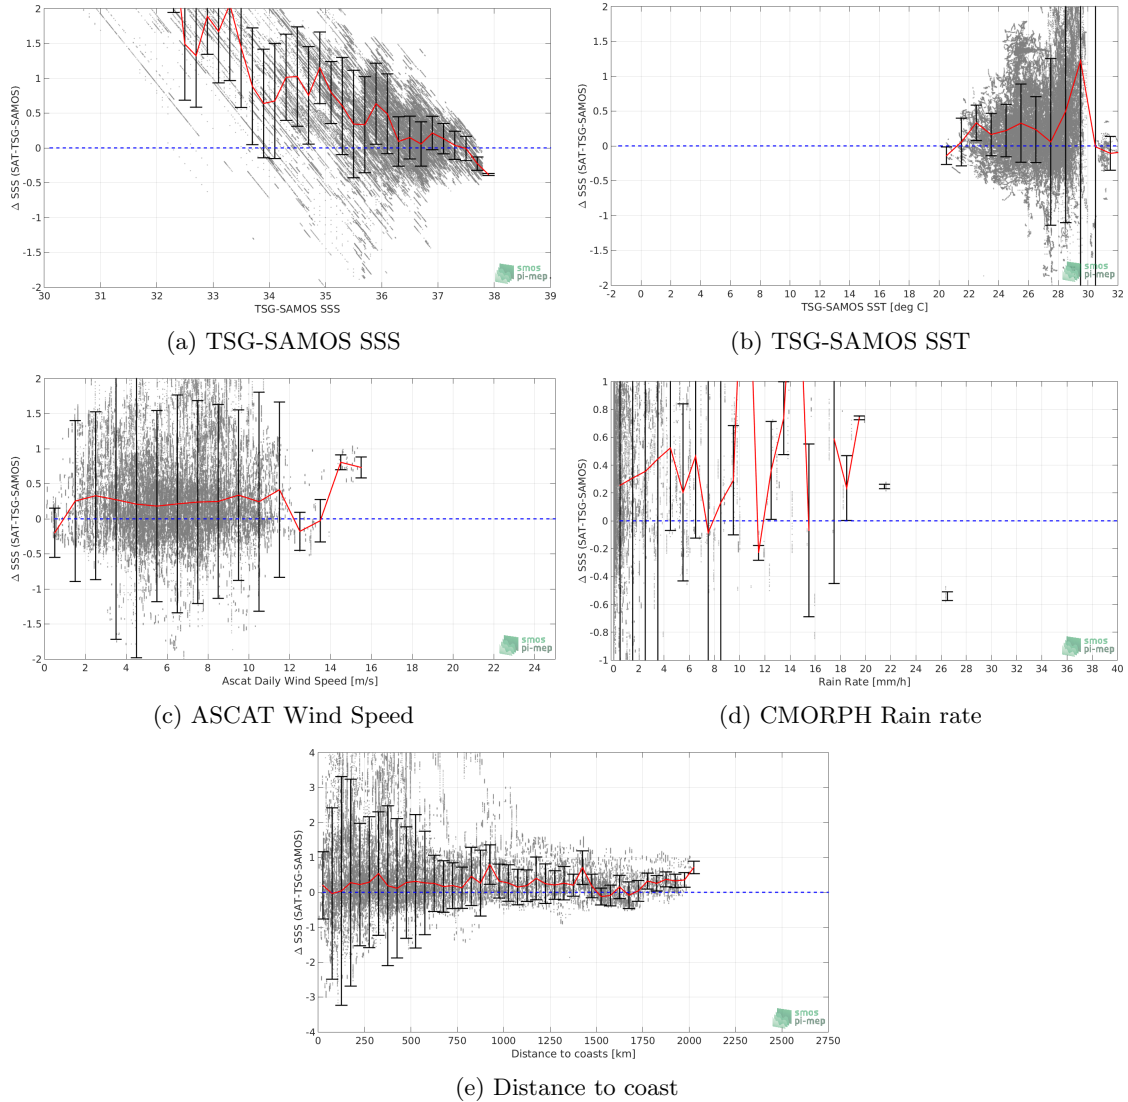 2
1.5
1
0.5
0
-0.5
-1
-1.5
-2
Δ SSS (SAT-TSG-SAMOS)
30 31 32 33 34 35 36 37 38 39
TSG-SAMOS SSS
smos
pi-mep
(a) TSG-SAMOS SSS
2
1.5
1
0.5
0
-0.5
-1
-1.5
-2
Δ SSS (SAT-TSG-SAMOS)
-2 0 2 4 6 8 10 12 14 16 18 20 22 24 26 28 30 32
TSG-SAMOS SST [deg C]
smos
pi-mep
(b) TSG-SAMOS SST
2
1.5
1
0.5
0
-0.5
-1
-1.5
-2
Δ SSS (SAT-TSG-SAMOS)
0 2 4 6 8 10 12 14 16 18 20 22 24
Ascat Daily Wind Speed [m/s]
smos
pi-mep
(c) ASCAT Wind Speed
1
0.8
0.6
0.4
0.2
0
-0.2
-0.4
-0.6
-0.8
-1
Δ SSS (SAT-TSG-SAMOS)
0 2 4 6 8 10 12 14 16 18 20 22 24 26 28 30 32 34 36 38 40
Rain Rate [mm/h]
smos
pi-mep
(d) CMORPH Rain rate
4
3
2
1
0
-1
-2
-3
-4
Δ SSS (SAT-TSG-SAMOS)
0 250 500 750 1000 1250 1500 1750 2000 2250 2500 2750
Distance to coasts [km]
smos
pi-mep
(e) Distance to coast